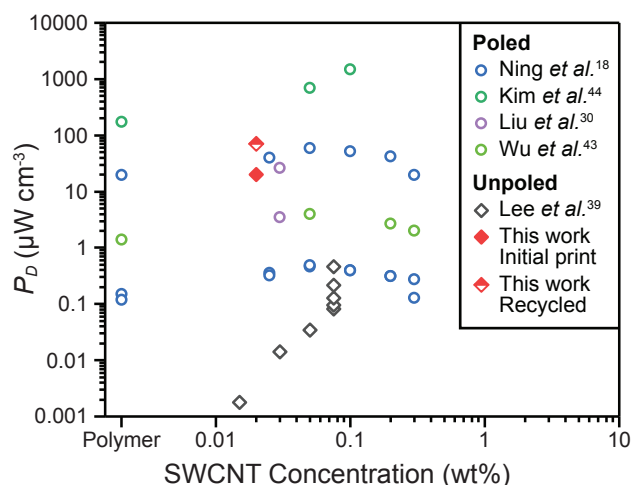 10000
1000
100
10
1
0.1
0.01
0.001
P_D (µW cm⁻³)
Polymer 0.01 0.1 1 10
SWCNT Concentration (wt%)
Poled
Ning et al.¹⁸
Kim et al.⁴⁴
Liu et al.³⁰
Wu et al.⁴³
Unpoled
Lee et al.³⁹
This work
Initial print
This work
Recycled